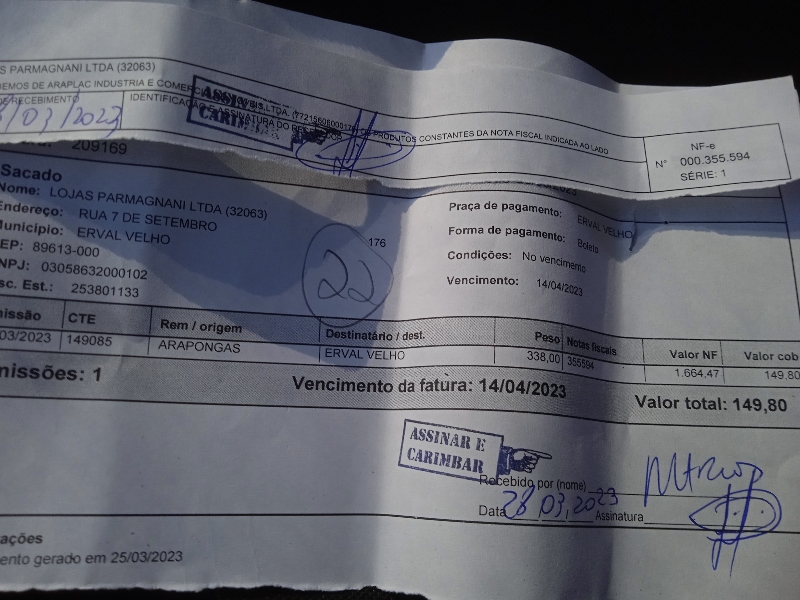 S PARMAGNANI LTDA (32063)
BEMOS DE ARAPLAC INDUSTRIA E COMERC LTDA. PRODUTOS CONSTANTES DA NOTA FISCAL INDICADA AO LADO
DE RECEBIMENTO IDENTIFICAÇÃO E ASSINATURA DO
ASSINAR E
CARIMBAR
/03/2023
NF-e
N° 000.355.594
SÉRIE: 1
209169
Sacado
Nome: LOJAS PARMAGNANI LTDA (32063)
Endereço: RUA 7 DE SETEMBRO 176
Município: ERVAL VELHO
EP: 89613-000
NPJ: 03058632000102
sc. Est.: 253801133
22
Praça de pagamento: ERVAL VELHO
Forma de pagamento: Boleto
Condições: No vencimento
Vencimento: 14/04/2023
missão CTE Rem / origem Destinatário / dest. Peso Notas fiscais Valor NF Valor cob
03/2023 149085 ARAPONGAS ERVAL VELHO 338,00 355594 1.664,47 149,80
missões: 1 Vencimento da fatura: 14/04/2023 Valor total: 149,80
ASSINAR E
CARIMBAR
Recebido por (nome)
Data 28,03,2023 Assinatura
ações
ento gerado em 25/03/2023